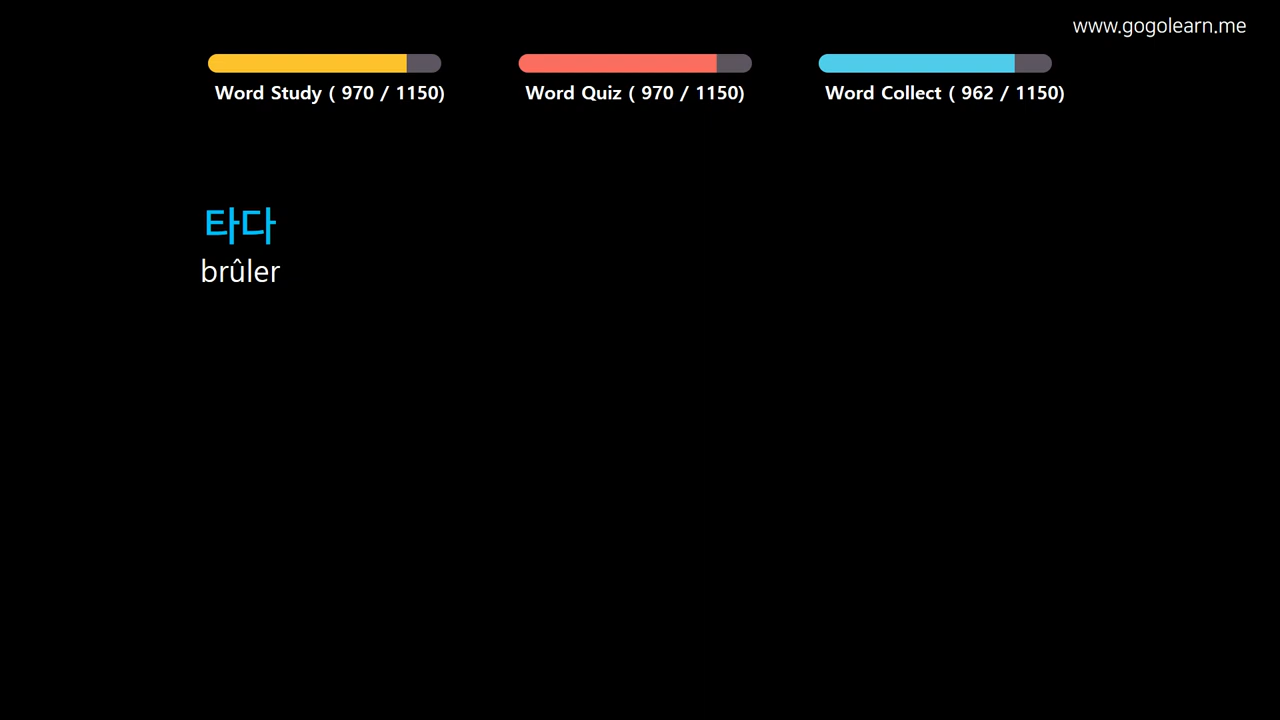 www.gogolearn.me
Word Study ( 970 / 1150)
Word Quiz ( 970 / 1150)
Word Collect ( 962 / 1150)
타다
brûler